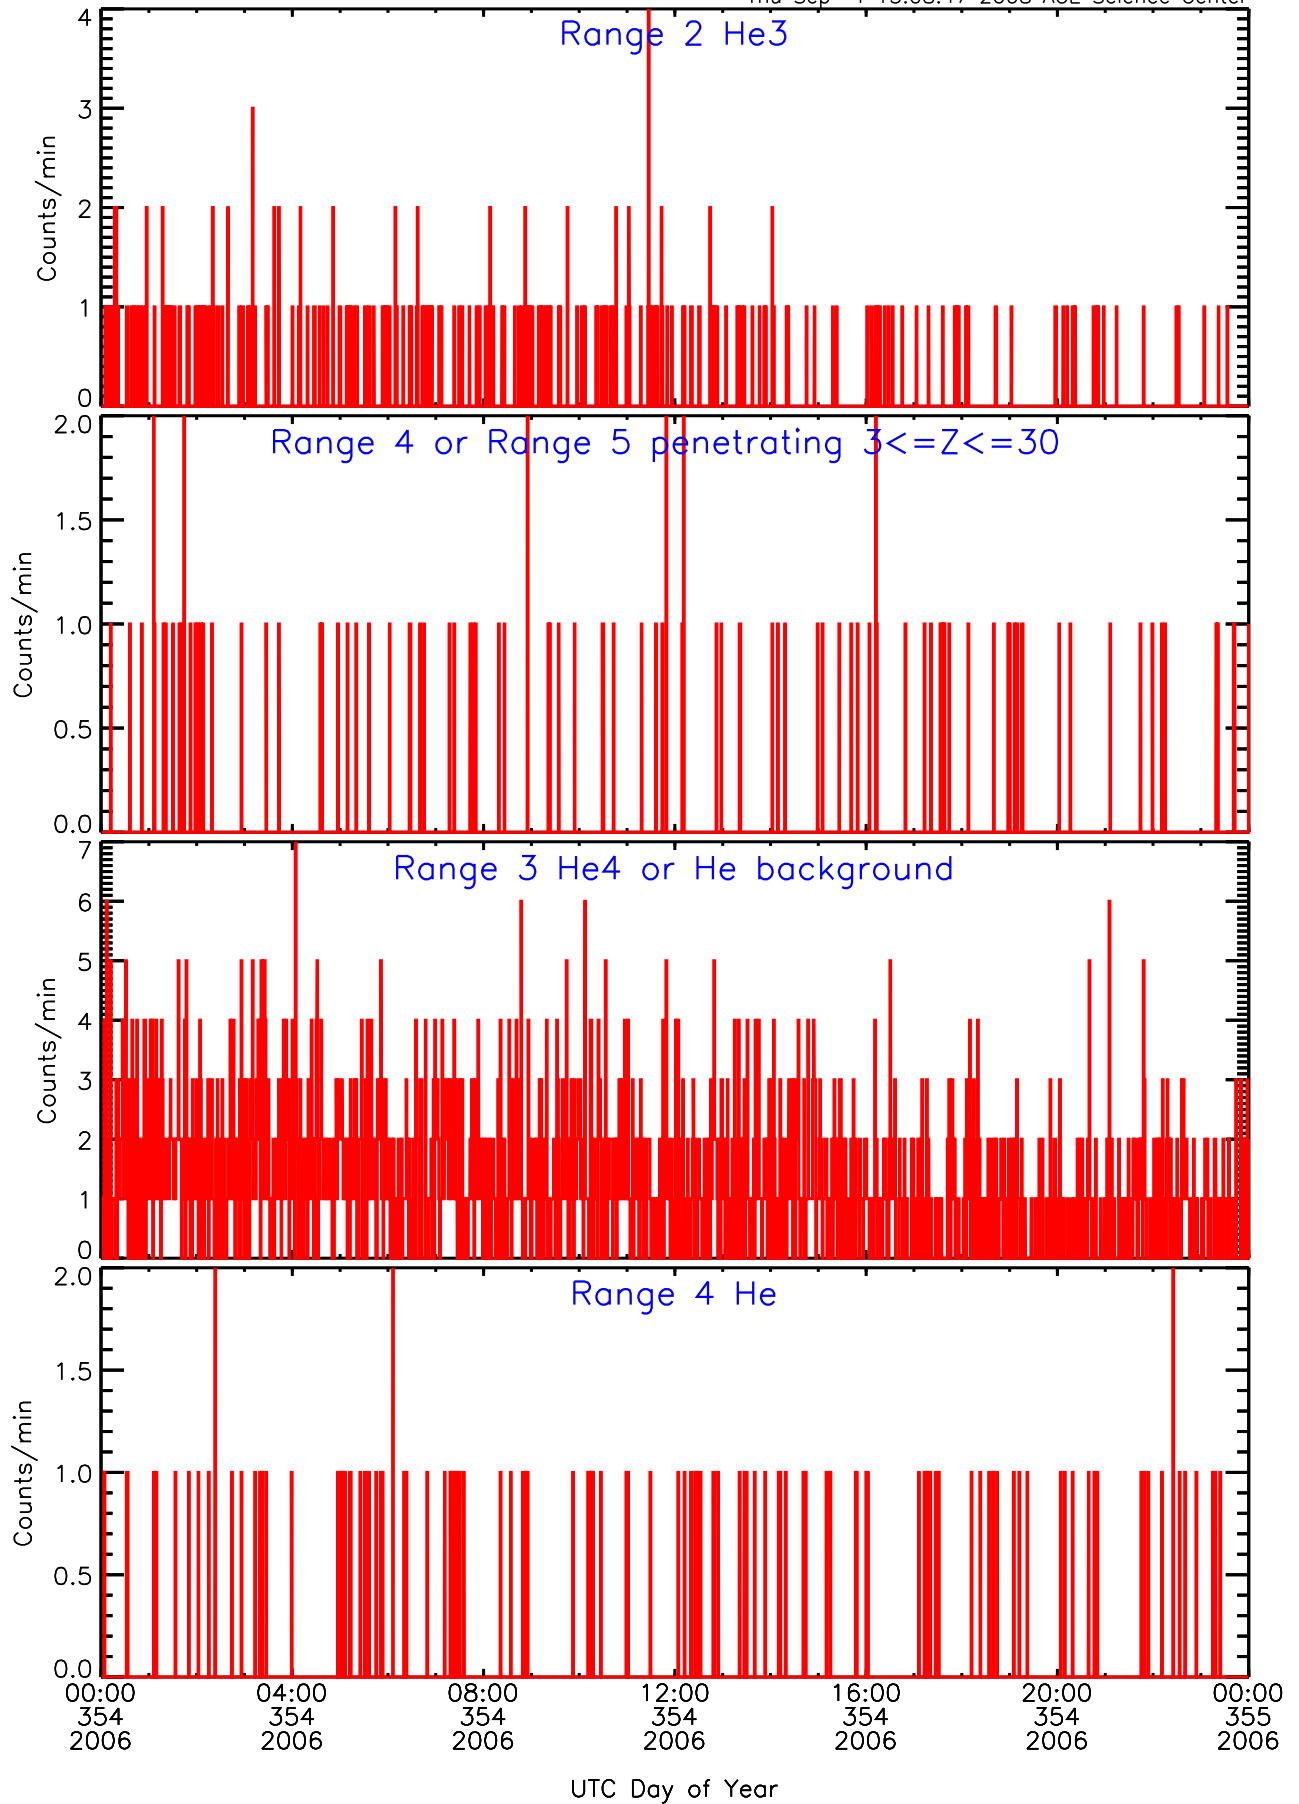 Range 2 He3
4
3
2
1
0
Counts/min
Range 4 or Range 5 penetrating 3<=Z<=30
2.0
1.5
1.0
0.5
0.0
Counts/min
Range 3 He4 or He background
7
6
5
4
3
2
1
0
Counts/min
Range 4 He
2.0
1.5
1.0
0.5
0.0
Counts/min
00:00 04:00 08:00 12:00 16:00 20:00 00:00
354 354 354 354 354 354 355
2006 2006 2006 2006 2006 2006 2006
UTC Day of Year